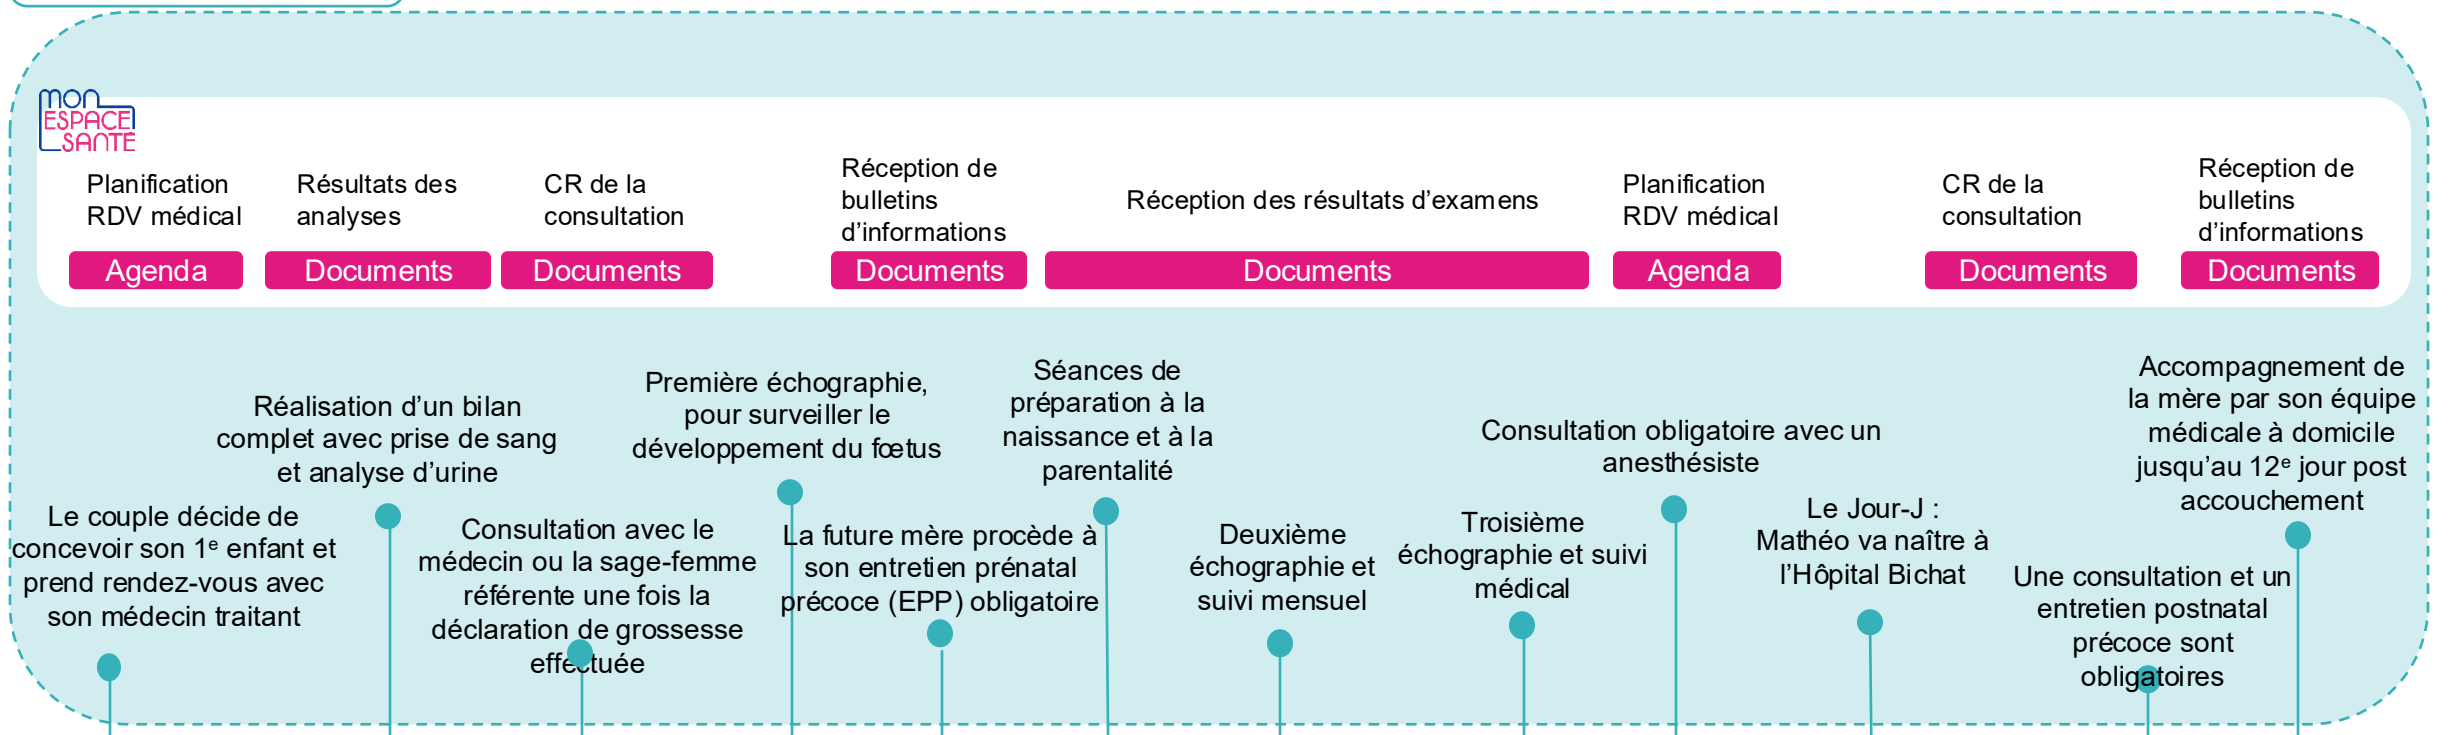 mon
ESPACE
SANTÉ
Planification
RDV médical
Agenda
Résultats des
analyses
Documents
CR de la
consultation
Documents
Réception de
bulletins
d’informations
Documents
Réception des résultats d’examens
Documents
Planification
RDV médical
Agenda
CR de la
consultation
Documents
Réception de
bulletins
d’informations
Documents
Le couple décide de
concevoir son 1e enfant et
prend rendez-vous avec
son médecin traitant
Réalisation d’un bilan
complet avec prise de sang
et analyse d’urine
Consultation avec le
médecin ou la sage-femme
référente une fois la
déclaration de grossesse
effectuée
Première échographie,
pour surveiller le
développement du fœtus
La future mère procède à
son entretien prénatal
précoce (EPP) obligatoire
Séances de
préparation à la
naissance et à la
parentalité
Deuxième
échographie et
suivi mensuel
Troisième
échographie et suivi
médical
Consultation obligatoire avec un
anesthésiste
Le Jour-J :
Mathéo va naître à
l’Hôpital Bichat
Une consultation et un
entretien postnatal
précoce sont
obligatoires
Accompagnement de
la mère par son équipe
médicale à domicile
jusqu’au 12e jour post
accouchement